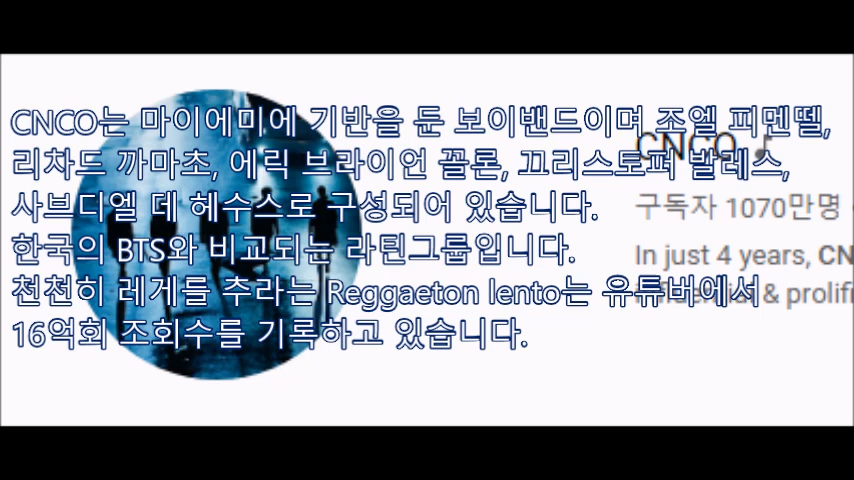 CNCO는 마이에미에 기반을 둔 보이밴드이며 조엘 피멘뗄,
리차드 까마초, 에릭 브라이언 꼴론, 끄리스토퍼 발레스,
사브디엘 데 헤수스로 구성되어 있습니다.
한국의 BTS와 비교되는 라틴그룹입니다.
천천히 레게를 추라는 Reggaeton lento는 유튜버에서
16억회 조회수를 기록하고 있습니다.
CNCO ♪
구독자 1070만명
In just 4 years, CN
& prolifi